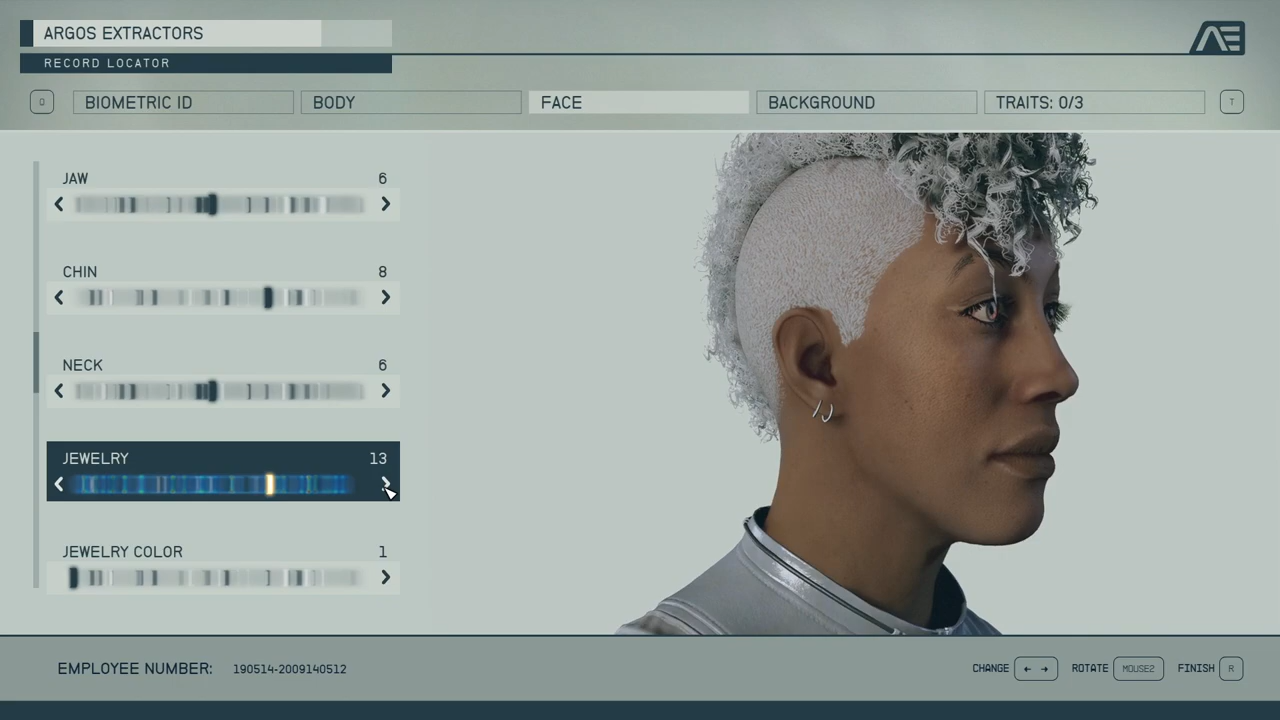 ARGOS EXTRACTORS
RECORD LOCATOR
Q BIOMETRIC ID BODY FACE BACKGROUND TRAITS: 0/3 T
JAW 6
CHIN 8
NECK 6
JEWELRY 13
JEWELRY COLOR 1
EMPLOYEE NUMBER: 190514-2009140512
CHANGE ROTATE MOUSE2 FINISH R